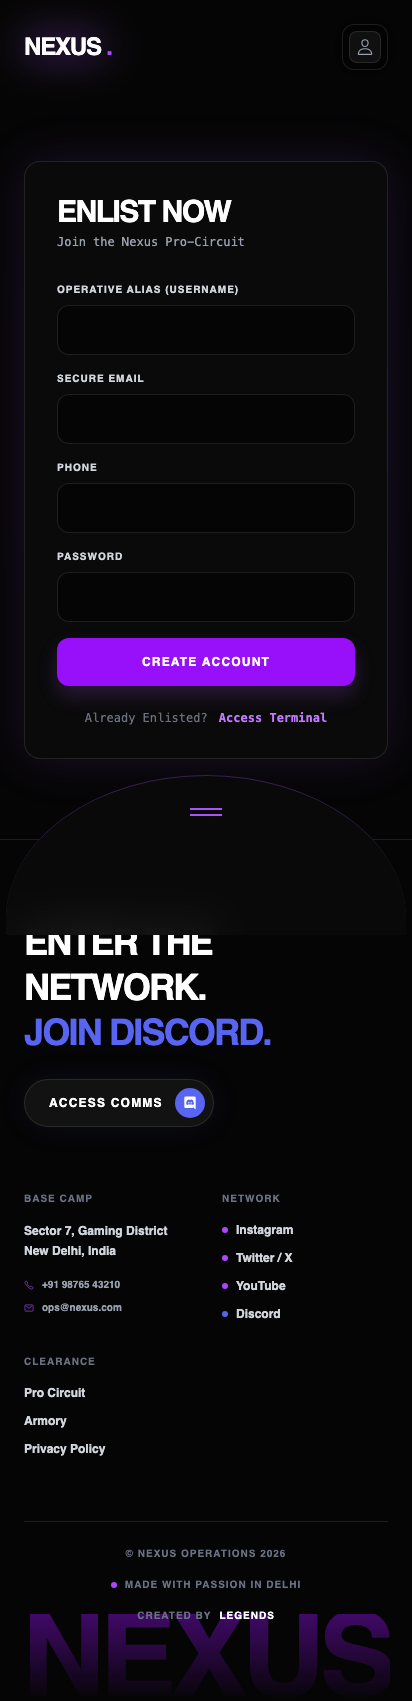 NEXUS .
ENLIST NOW
Join the Nexus Pro-Circuit
OPERATIVE ALIAS (USERNAME)
SECURE EMAIL
PHONE
PASSWORD
CREATE ACCOUNT
Already Enlisted? Access Terminal
ENTER THE
NETWORK.
JOIN DISCORD.
ACCESS COMMS
BASE CAMP
Sector 7, Gaming District
New Delhi, India
+91 98765 43210
ops@nexus.com
NETWORK
Instagram
Twitter / X
YouTube
Discord
CLEARANCE
Pro Circuit
Armory
Privacy Policy
© NEXUS OPERATIONS 2026
MADE WITH PASSION IN DELHI
CREATED BY LEGENDS
NEXUS